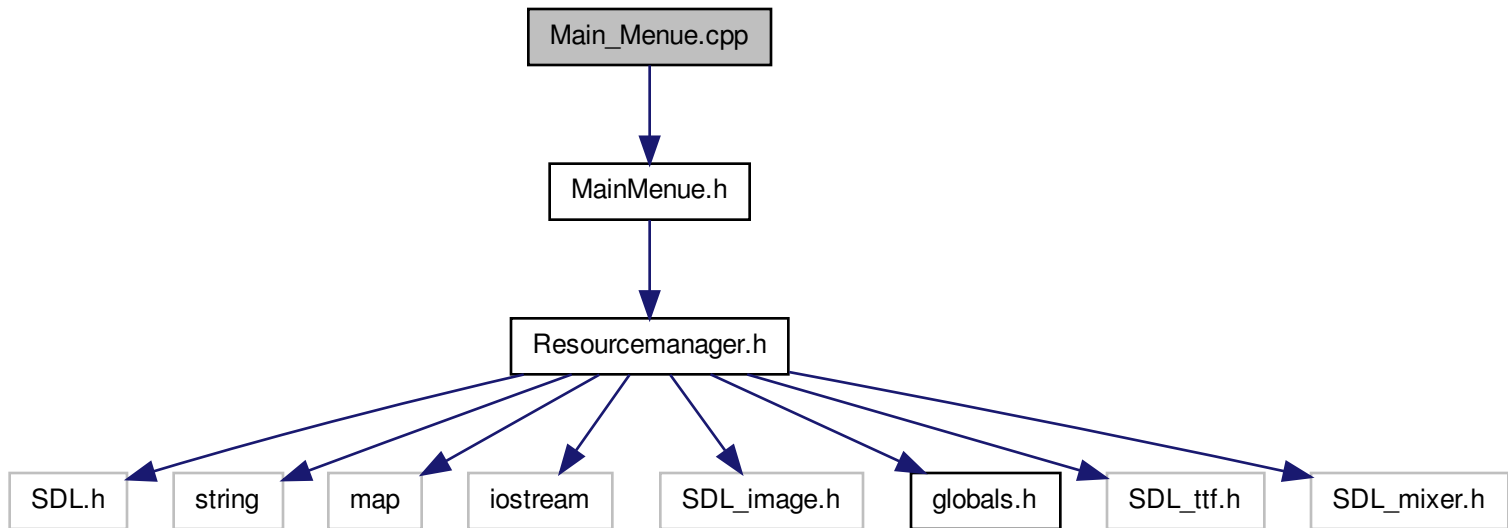 Main_Menue.cpp
MainMenue.h
Resourcemanager.h
SDL.h
string
map
iostream
SDL_image.h
globals.h
SDL_ttf.h
SDL_mixer.h